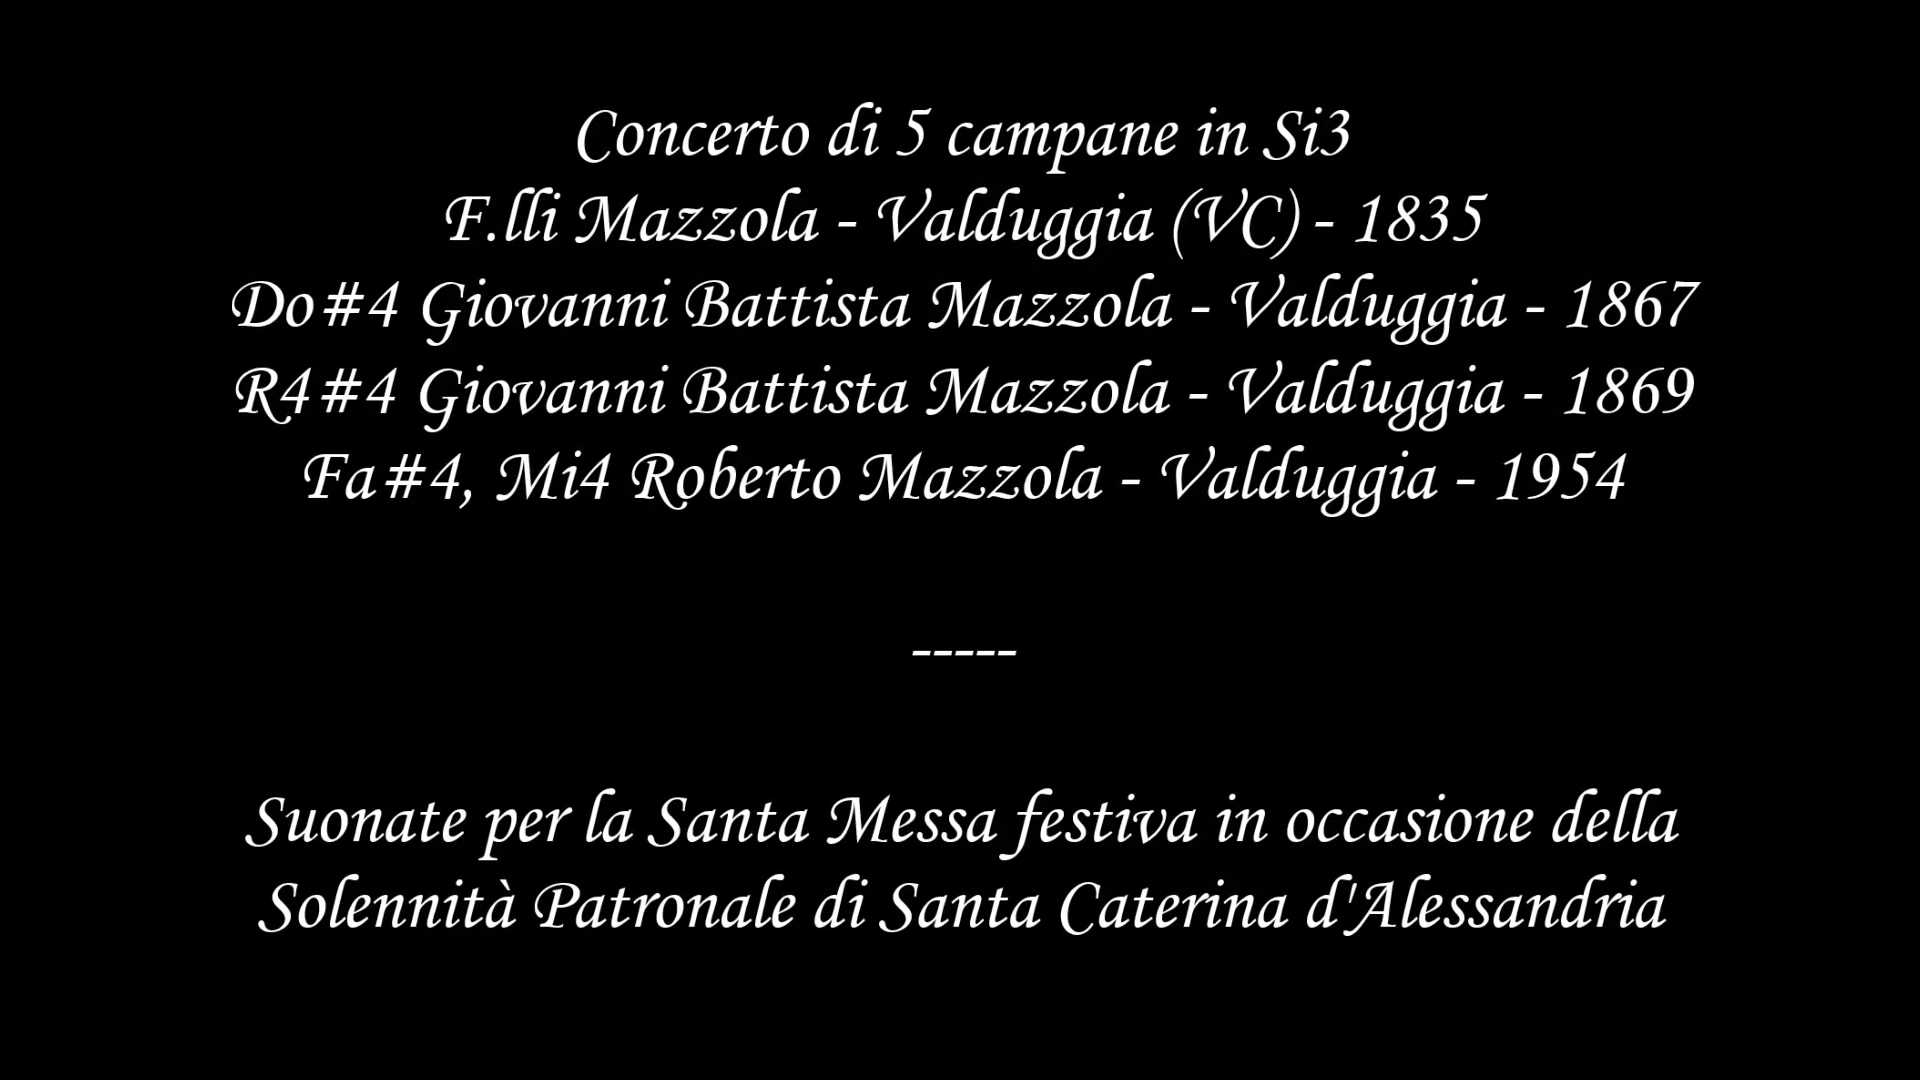 Concerto di 5 campane in Si3
F.lli Mazzola - Valduggia (VC) - 1835
Do#4 Giovanni Battista Mazzola - Valduggia - 1867
R4#4 Giovanni Battista Mazzola - Valduggia - 1869
Fa#4, Mi4 Roberto Mazzola - Valduggia - 1954
-----
Suonate per la Santa Messa festiva in occasione della
Solennità Patronale di Santa Caterina d'Alessandria